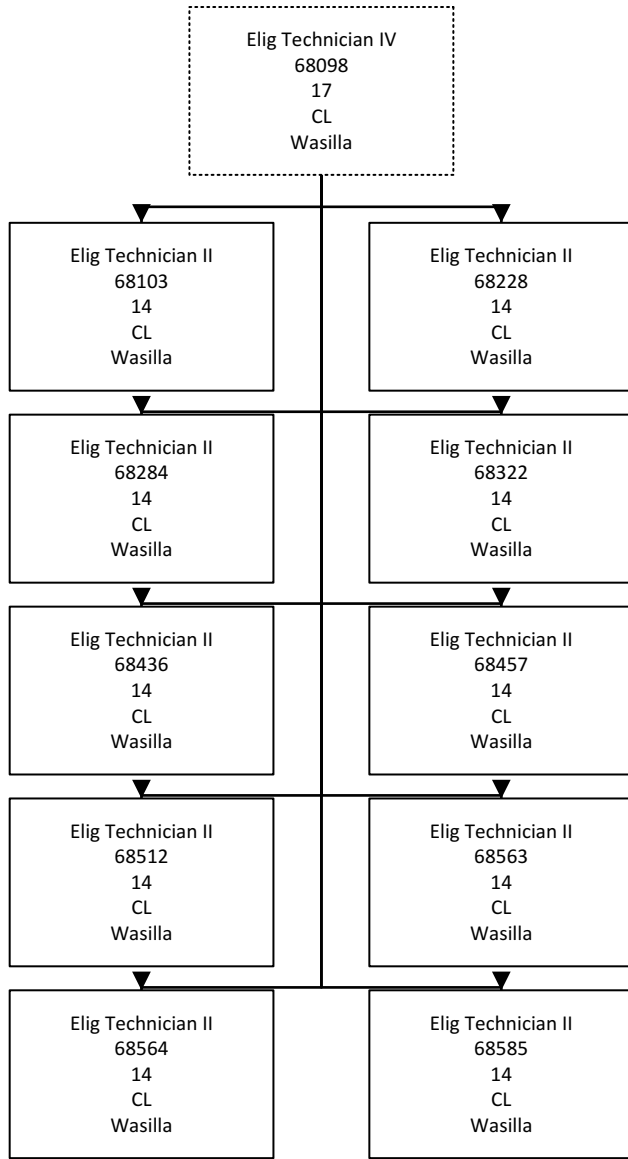 Elig Technician IV
68098
17
CL
Wasilla
Elig Technician II
68103
14
CL
Wasilla
Elig Technician II
68228
14
CL
Wasilla
Elig Technician II
68284
14
CL
Wasilla
Elig Technician II
68322
14
CL
Wasilla
Elig Technician II
68436
14
CL
Wasilla
Elig Technician II
68457
14
CL
Wasilla
Elig Technician II
68512
14
CL
Wasilla
Elig Technician II
68563
14
CL
Wasilla
Elig Technician II
68564
14
CL
Wasilla
Elig Technician II
68585
14
CL
Wasilla